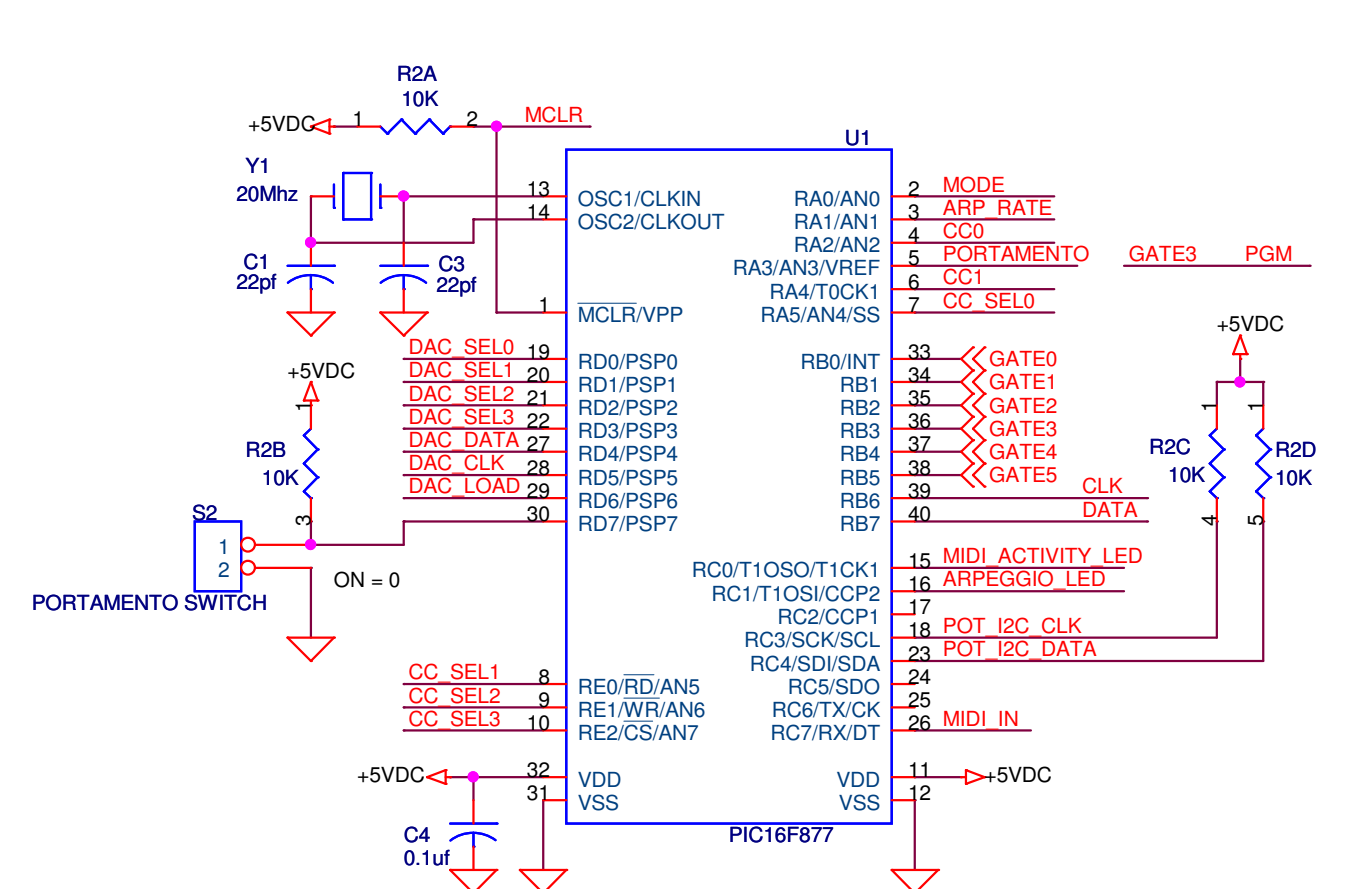 R2A
10K
+5VDC
1
2
MCLR
U1
Y1
20Mhz
13
OSC1/CLKIN
14
OSC2/CLKOUT
C1
22pf
C3
22pf
1
MCLR/VPP
DAC_SEL0
19
RD0/PSP0
DAC_SEL1
20
RD1/PSP1
DAC_SEL2
21
RD2/PSP2
DAC_SEL3
22
RD3/PSP3
DAC_DATA
27
RD4/PSP4
DAC_CLK
28
RD5/PSP5
DAC_LOAD
29
RD6/PSP6
30
RD7/PSP7
+5VDC
1
R2B
10K
3
S2
1
2
ON = 0
PORTAMENTO SWITCH
CC_SEL1
8
RE0/RD/AN5
CC_SEL2
9
RE1/WR/AN6
CC_SEL3
10
RE2/CS/AN7
+5VDC
32
VDD
31
VSS
C4
0.1uf
RA0/AN0
2
MODE
RA1/AN1
3
ARP_RATE
RA2/AN2
4
CC0
RA3/AN3/VREF
5
PORTAMENTO
RA4/T0CK1
6
CC1
RA5/AN4/SS
7
CC_SEL0
GATE3
PGM
RB0/INT
33
GATE0
RB1
34
GATE1
RB2
35
GATE2
RB3
36
GATE3
RB4
37
GATE4
RB5
38
GATE5
RB6
39
CLK
RB7
40
DATA
+5VDC
1
1
R2C
10K
R2D
10K
4
5
RC0/T1OSO/T1CK1
15
MIDI_ACTIVITY_LED
RC1/T1OSI/CCP2
16
ARPEGGIO_LED
RC2/CCP1
17
RC3/SCK/SCL
18
POT_I2C_CLK
RC4/SDI/SDA
23
POT_I2C_DATA
RC5/SDO
24
RC6/TX/CK
25
RC7/RX/DT
26
MIDI_IN
VDD
11
+5VDC
VSS
12
PIC16F877